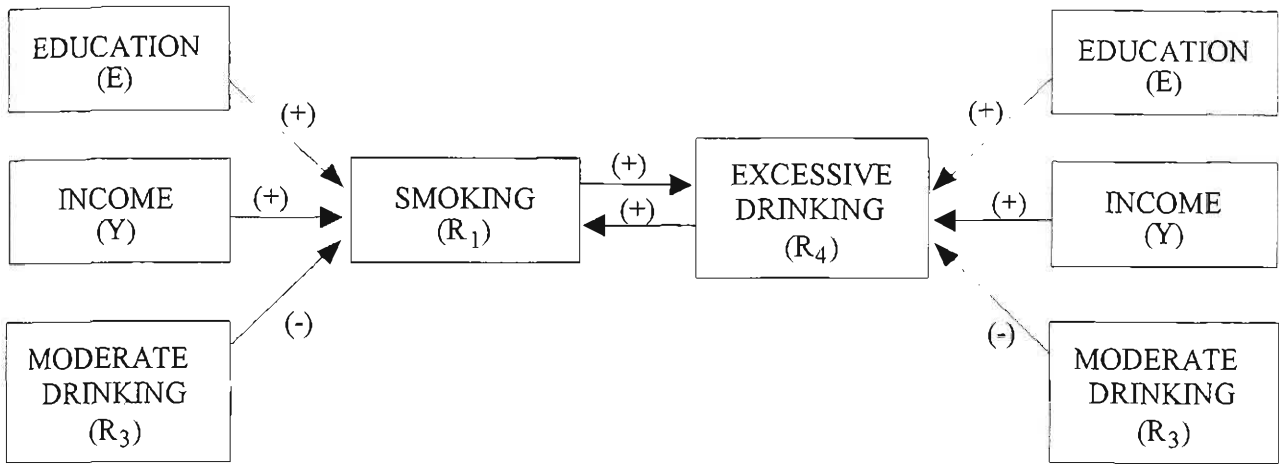 EDUCATION
(E)
(+)
INCOME
(Y)
(+)
MODERATE
DRINKING
(R3)
(-)
SMOKING
(R1)
(+)
(+)
EXCESSIVE
DRINKING
(R4)
EDUCATION
(E)
(+)
INCOME
(Y)
(+)
MODERATE
DRINKING
(R3)
(-)